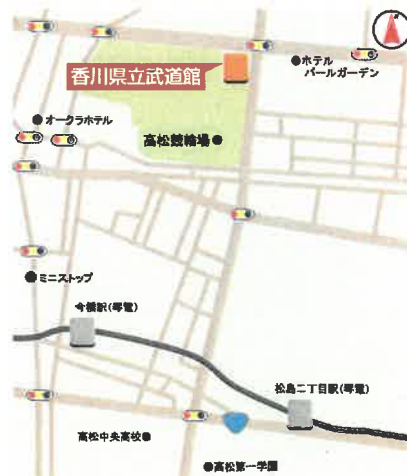 香川県立武道館
●ホテル
パールガーデン
●オークラホテル
高松競輪場●
●ミニストップ
今橋駅(琴電)
松島二丁目駅(琴電)
高松中央高校●
●高松第一学園